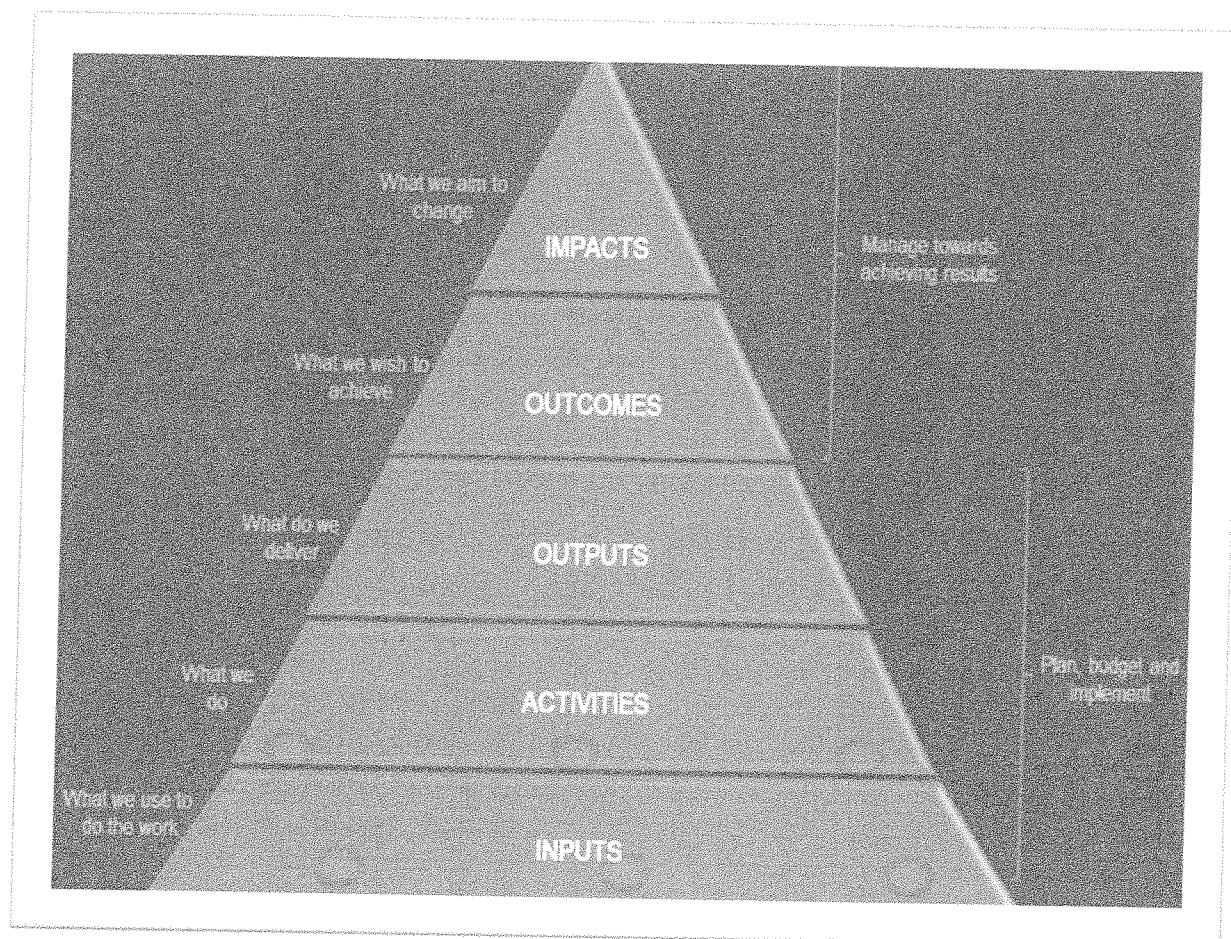 What we aim to
change
IMPACTS
Manage towards
achieving results
What we wish to
achieve
OUTCOMES
What do we
deliver
OUTPUTS
What we
do
ACTIVITIES
Plan, budget and
implement
What we use to
do the work
INPUTS